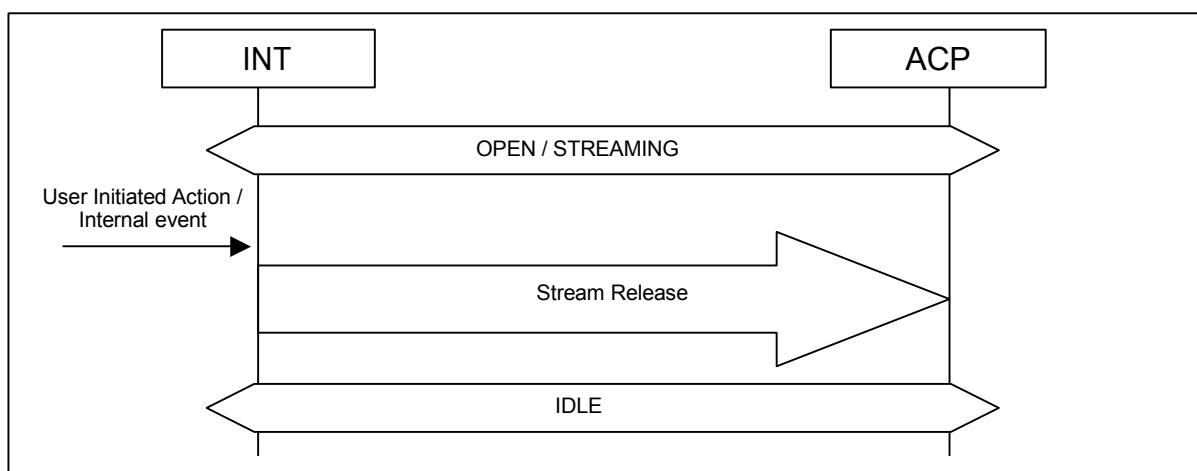 INT
ACP
OPEN / STREAMING
User Initiated Action /
Internal event
Stream Release
IDLE